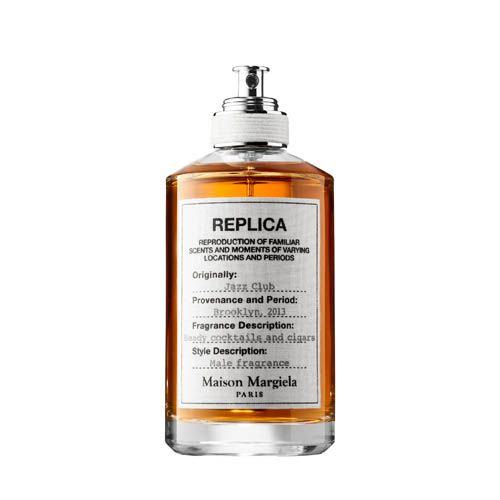 REPLICA
REPRODUCTION OF FAMILIAR
SCENTS AND MOMENTS OF VARYING
LOCATIONS AND PERIODS
Originally:
Jazz Club
Provenance and Period:
Brooklyn, 2013
Fragrance Description:
Heady cocktails and cigars
Style Description:
Male fragrance
Maison Margiela
PARIS